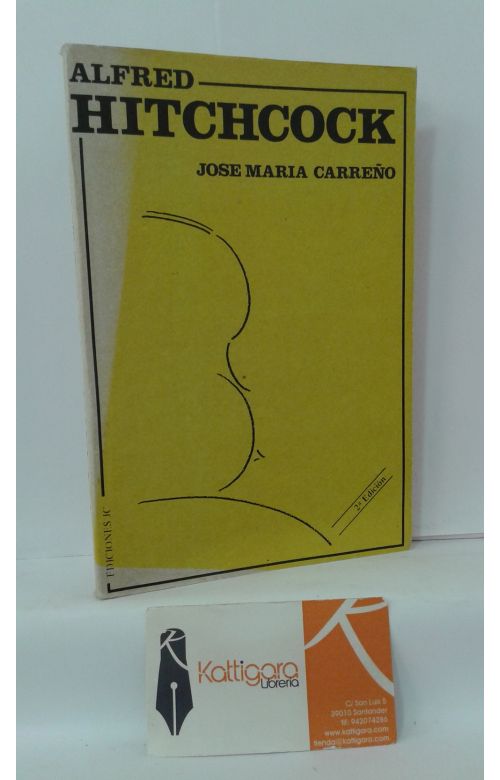 ALFRED
HITCHCOCK
JOSE MARIA CARREÑO
2ª Edición
EDICIONES JC
Kattigara
Librería
C/ San Luis 5
39010 Santander
Tlf: 942074286
www.kattigara.com
tienda@kattigara.com